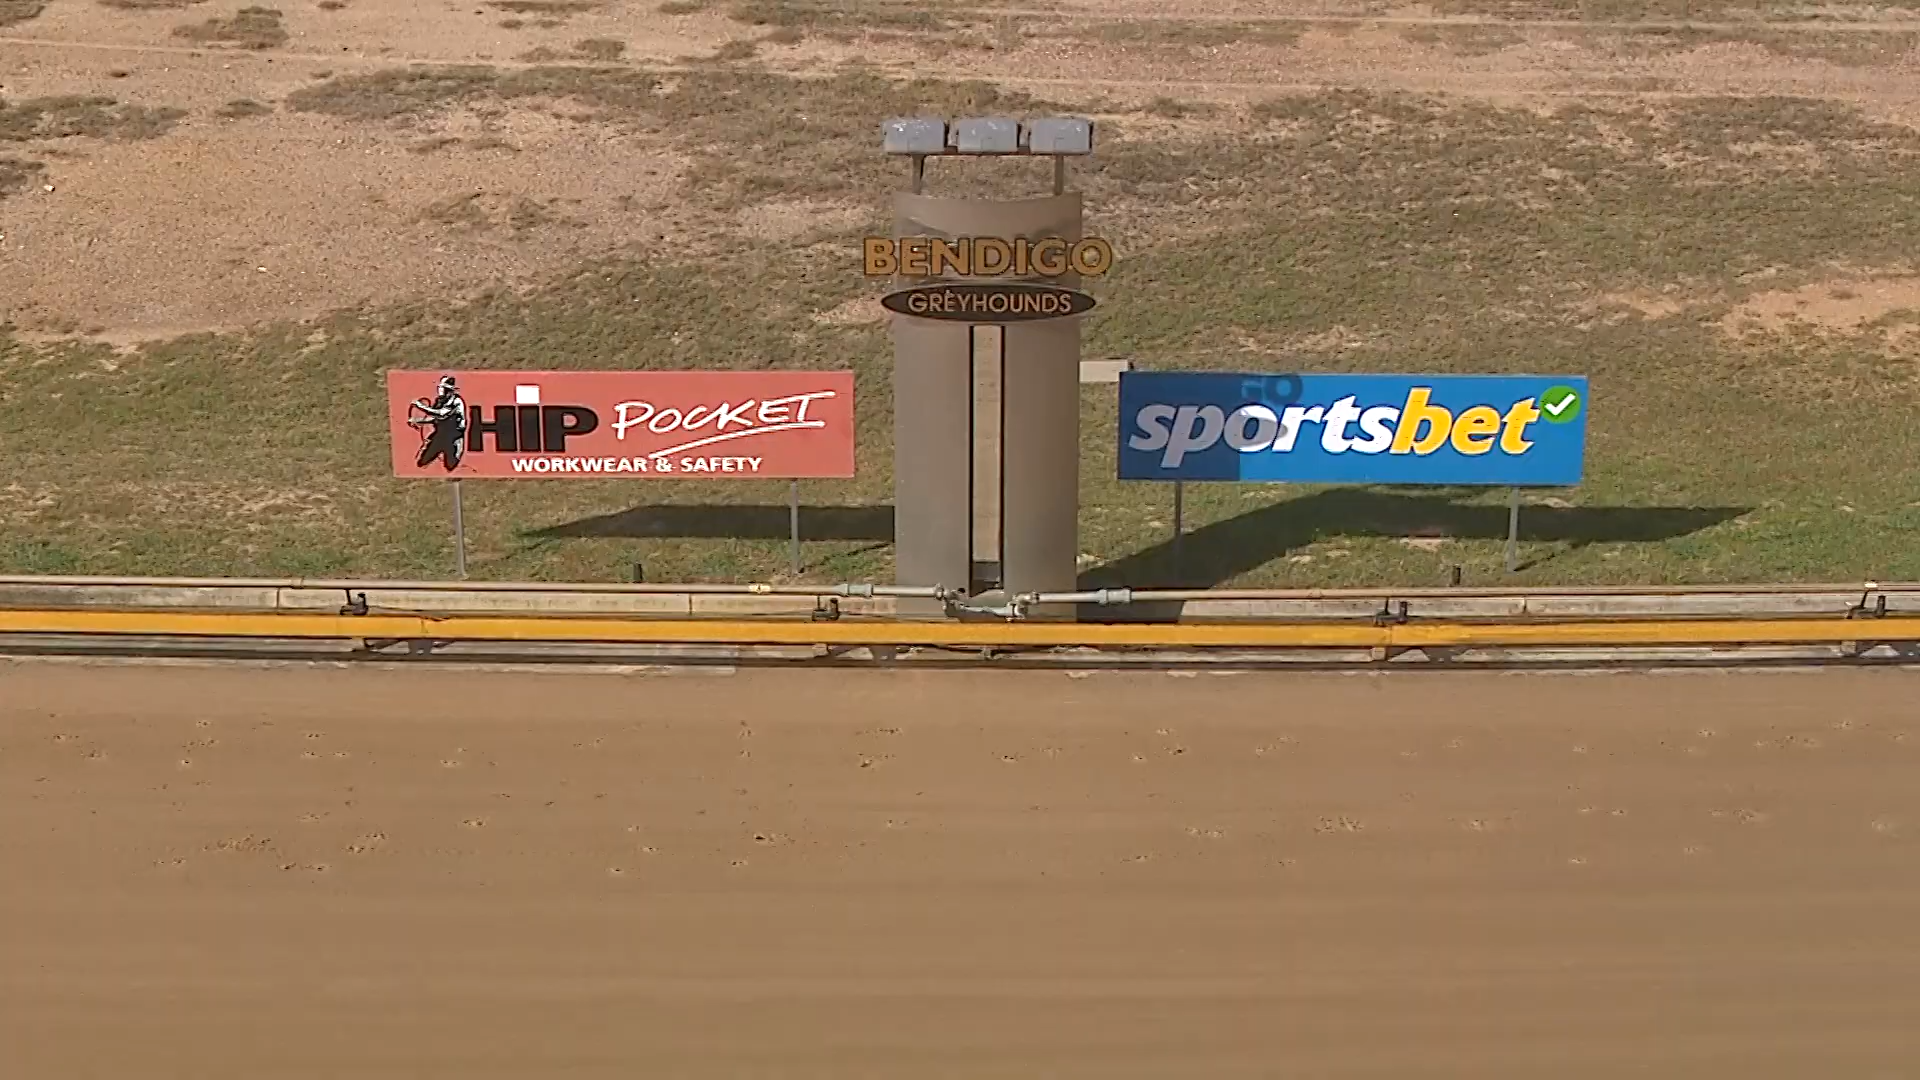 BENDIGO
GREYHOUNDS
HIP POCKET
WORKWEAR & SAFETY
sportsbet